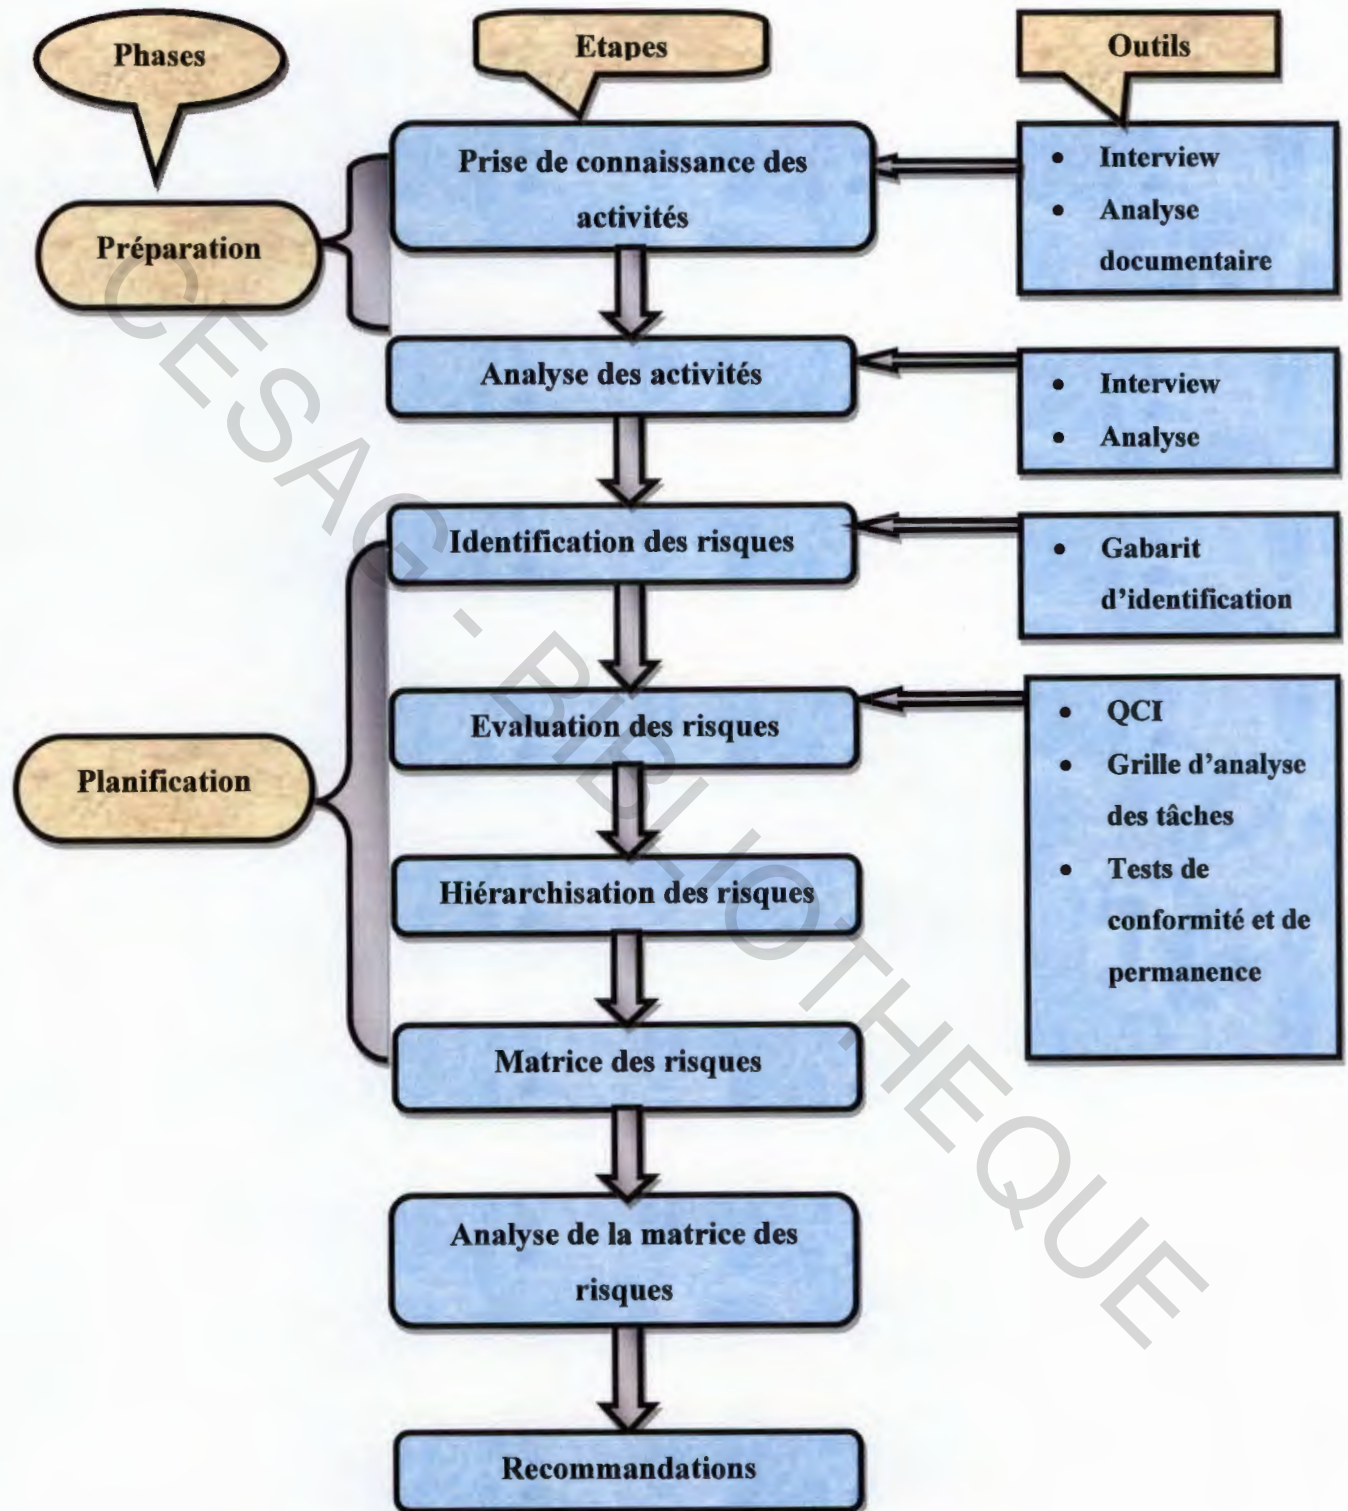 Phases
Etapes
Outils
Préparation
Prise de connaissance des
activités
• Interview
• Analyse
documentaire
Analyse des activités
• Interview
• Analyse
Identification des risques
• Gabarit
d’identification
Planification
Evaluation des risques
• QCI
• Grille d’analyse
des tâches
• Tests de
conformité et de
permanence
Hiérarchisation des risques
Matrice des risques
Analyse de la matrice des
risques
Recommandations
CESAG - BIBLIOTHEQUE